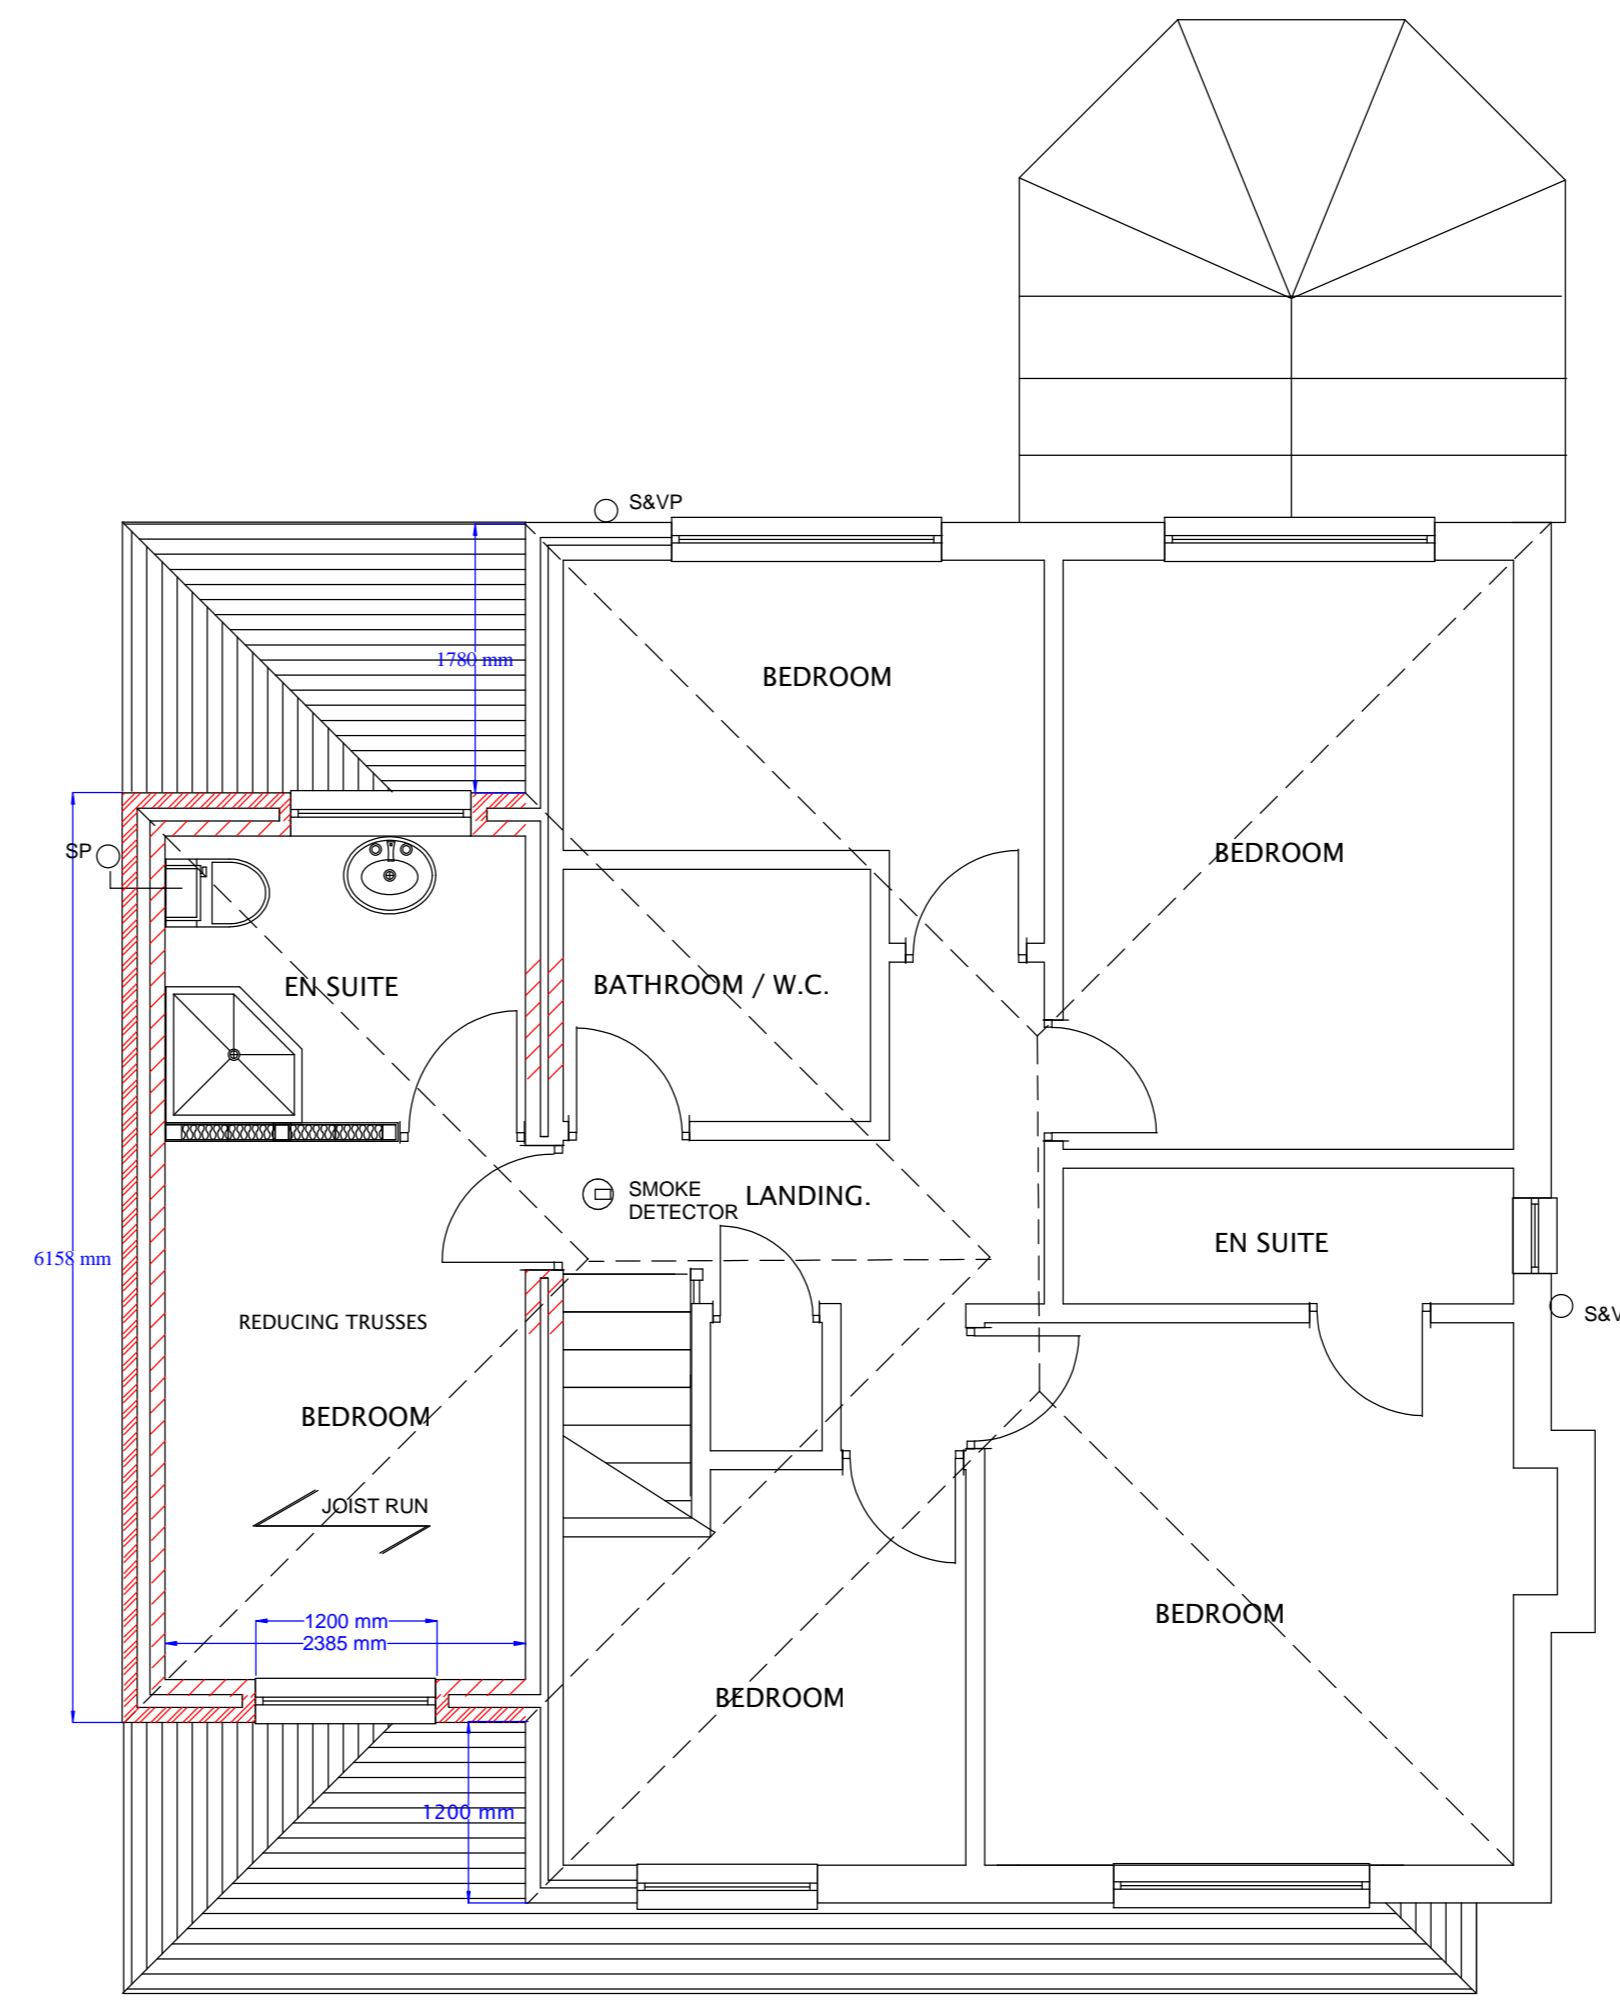 S&VP
1780 mm
BEDROOM
BEDROOM
SP
EN SUITE
BATHROOM / W.C.
SMOKE
DETECTOR
LANDING.
EN SUITE
6158 mm
S&V
REDUCING TRUSSES
BEDROOM
JOIST RUN
1200 mm
2385 mm
BEDROOM
BEDROOM
1200 mm